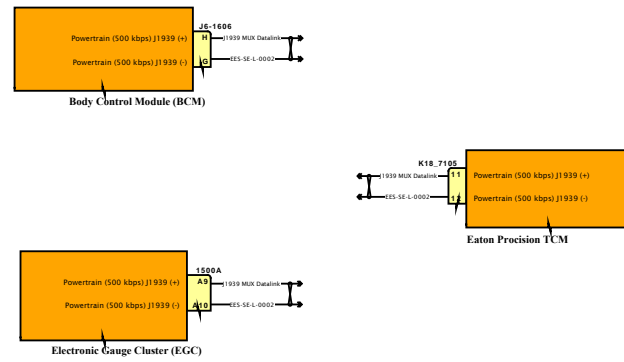 J6-1606
Powertrain (500 kbps) J1939 (+)
H
J1939 MUX Datalink
Powertrain (500 kbps) J1939 (-)
G
EES-SE-L-0002
Body Control Module (BCM)
K18_7105
J1939 MUX Datalink
11
Powertrain (500 kbps) J1939 (+)
EES-SE-L-0002
12
Powertrain (500 kbps) J1939 (-)
Eaton Procision TCM
1500A
Powertrain (500 kbps) J1939 (+)
A9
J1939 MUX Datalink
Powertrain (500 kbps) J1939 (-)
A10
EES-SE-L-0002
Electronic Gauge Cluster (EGC)